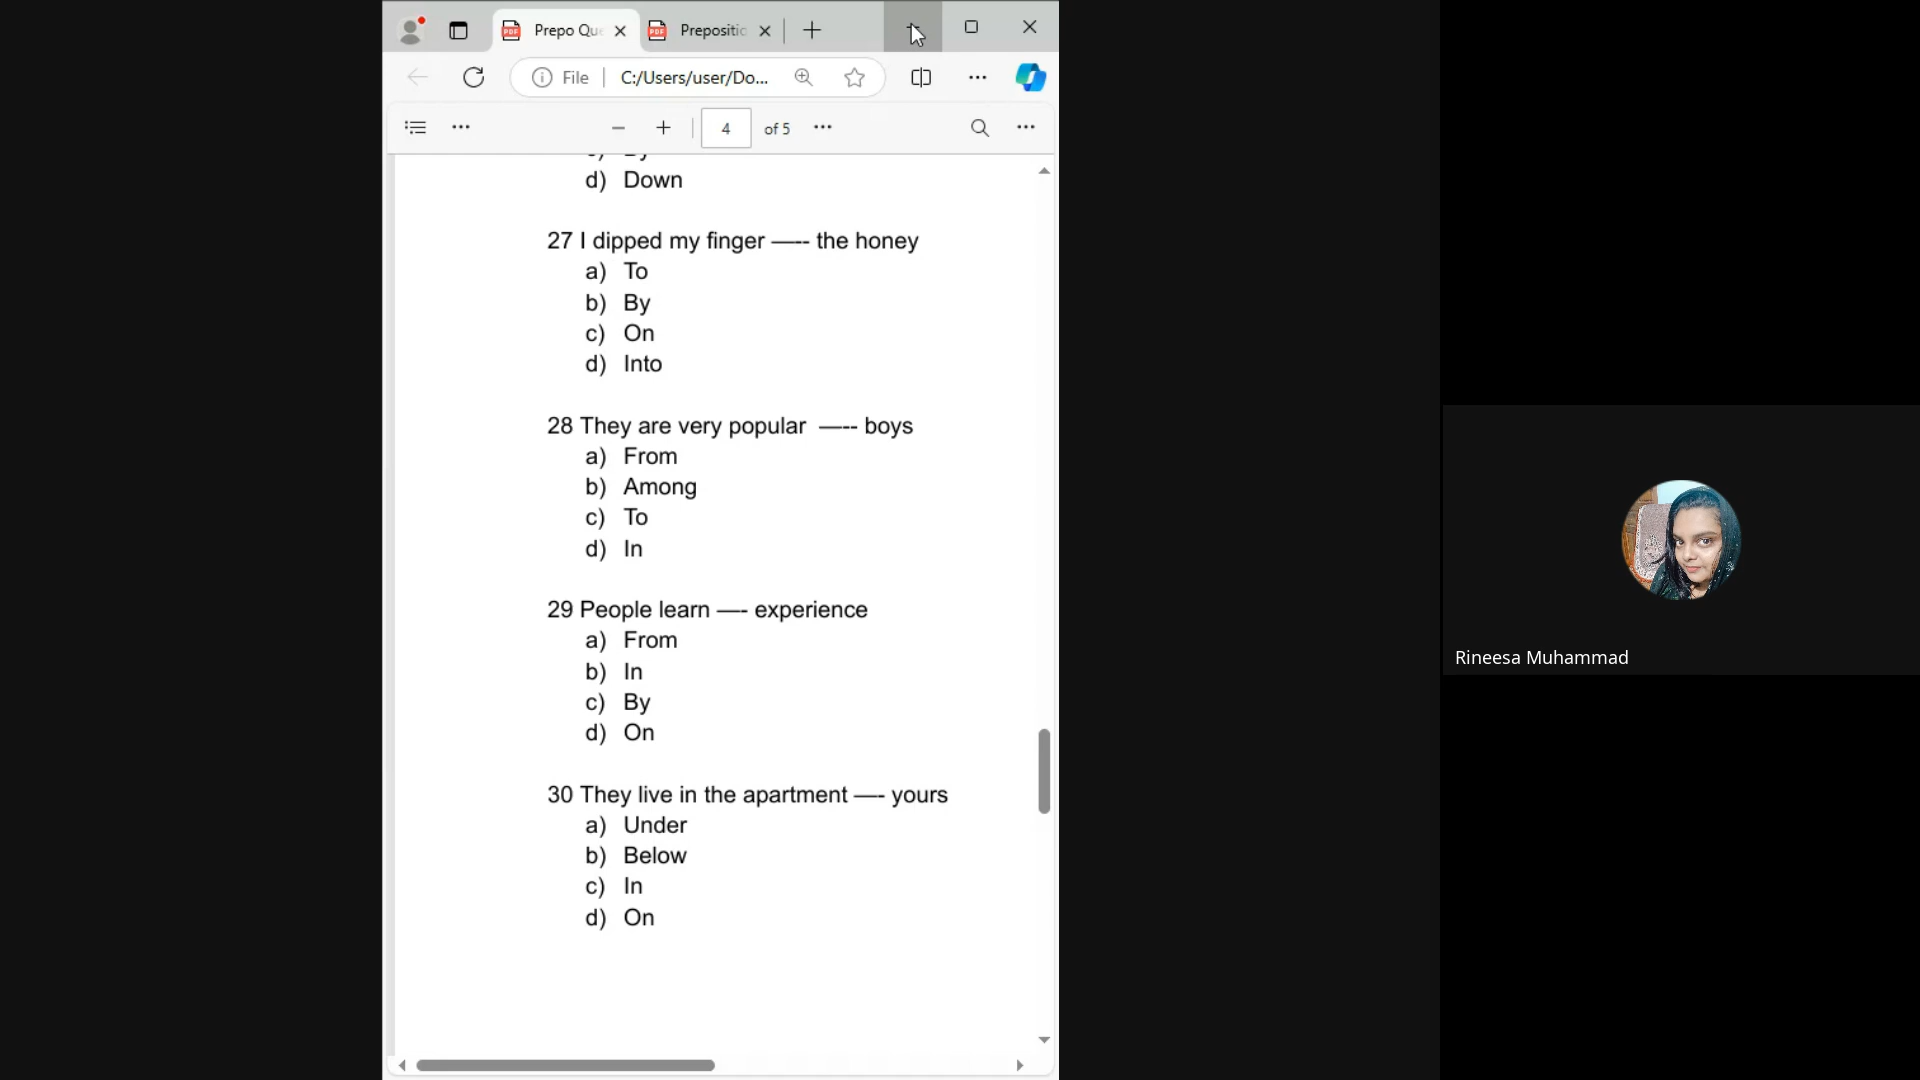 Prepo Que
Prepositio
File
C:/Users/user/Do...
4 of 5
d) Down
27 I dipped my finger —-- the honey
a) To
b) By
c) On
d) Into
28 They are very popular —-- boys
a) From
b) Among
c) To
d) In
29 People learn —- experience
a) From
b) In
c) By
d) On
30 They live in the apartment —- yours
a) Under
b) Below
c) In
d) On
Rineesa Muhammad